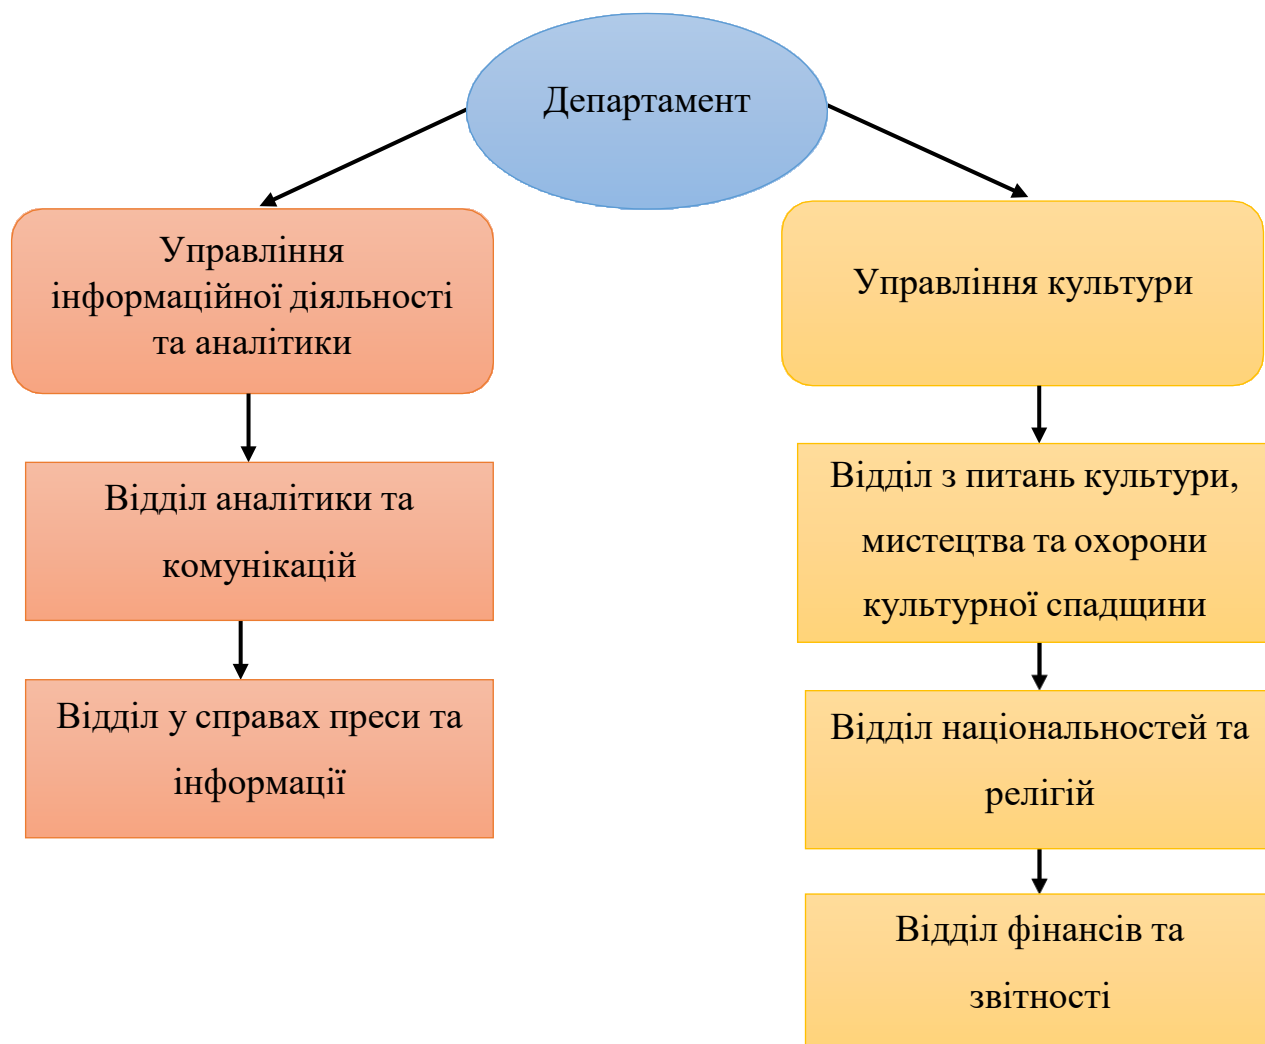 Департамент
Управління
інформаційної діяльності
та аналітики
Управління культури
Відділ аналітики та
комунікацій
Відділ з питань культури,
мистецтва та охорони
культурної спадщини
Відділ у справах преси та
інформації
Відділ національностей та
релігій
Відділ фінансів та
звітності